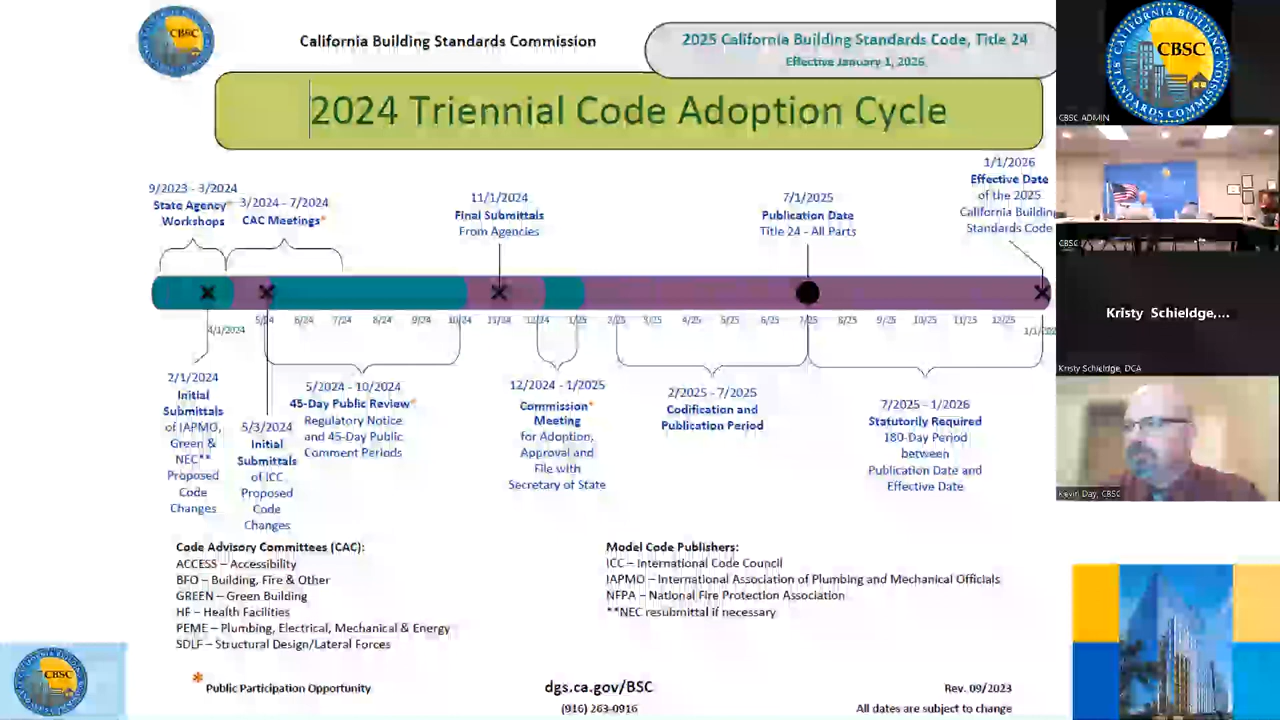 CBSC
California Building Standards Commission
2025 California Building Standards Code, Title 24
Effective January 1, 2026
2024 Triennial Code Adoption Cycle
9/2023 - 3/2024
State Agency*
Workshops
3/2024 - 7/2024
CAC Meetings*
11/1/2024
Final Submittals
From Agencies
7/1/2025
Publication Date
Title 24 - All Parts
1/1/2026
Effective Date
of the 2025
California Building
Standards Code
4/1/2024
5/24
6/24
7/24
8/24
9/24
10/24
11/24
12/24
1/25
2/25
3/25
4/25
5/25
6/25
7/25
8/25
9/25
10/25
11/25
12/25
2/1/2024
Initial
Submittals
of IAPMO,
Green &
NEC**
Proposed
Code
Changes
5/3/2024
Initial
Submittals
of ICC
Proposed
Code
Changes
5/2024 - 10/2024
45-Day Public Review*
Regulatory Notice
and 45-Day Public
Comment Periods
12/2024 - 1/2025
Commission*
Meeting
for Adoption,
Approval and
File with
Secretary of State
2/2025 - 7/2025
Codification and
Publication Period
7/2025 - 1/2026
Statutorily Required
180-Day Period
between
Publication Date and
Effective Date
Code Advisory Committees (CAC):
ACCESS – Accessibility
BFO – Building, Fire & Other
GREEN – Green Building
HF – Health Facilities
PEME – Plumbing, Electrical, Mechanical & Energy
SDLF – Structural Design/Lateral Forces
Model Code Publishers:
ICC – International Code Council
IAPMO – International Association of Plumbing and Mechanical Officials
NFPA – National Fire Protection Association
**NEC resubmittal if necessary
* Public Participation Opportunity
dgs.ca.gov/BSC
(916) 263-0916
Rev. 09/2023
All dates are subject to change
CBSC
CALIFORNIA BUILDING STANDARDS COMMISSION
CBSC
CBSC ADMIN
CBSC
Kristy Schieldge,...
Kristy Schieldge, DCA
Kevin Day, CBSC